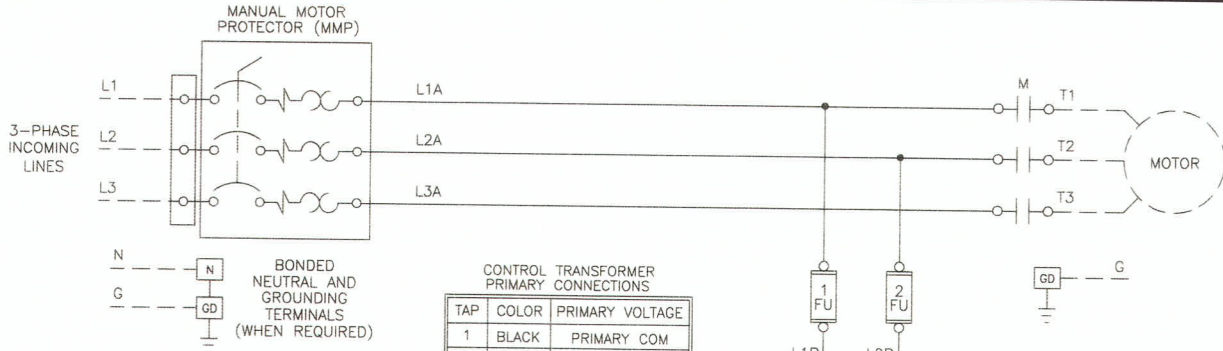 MANUAL MOTOR
PROTECTOR (MMP)
L1
L1A
M
T1
3-PHASE
INCOMING
LINES
L2
L2A
T2
MOTOR
L3
L3A
T3
N
N
BONDED
NEUTRAL AND
GROUNDING
TERMINALS
(WHEN REQUIRED)
G
GD
CONTROL TRANSFORMER
PRIMARY CONNECTIONS
TAP COLOR PRIMARY VOLTAGE
1 BLACK PRIMARY COM
1
FU
2
FU
GD
G